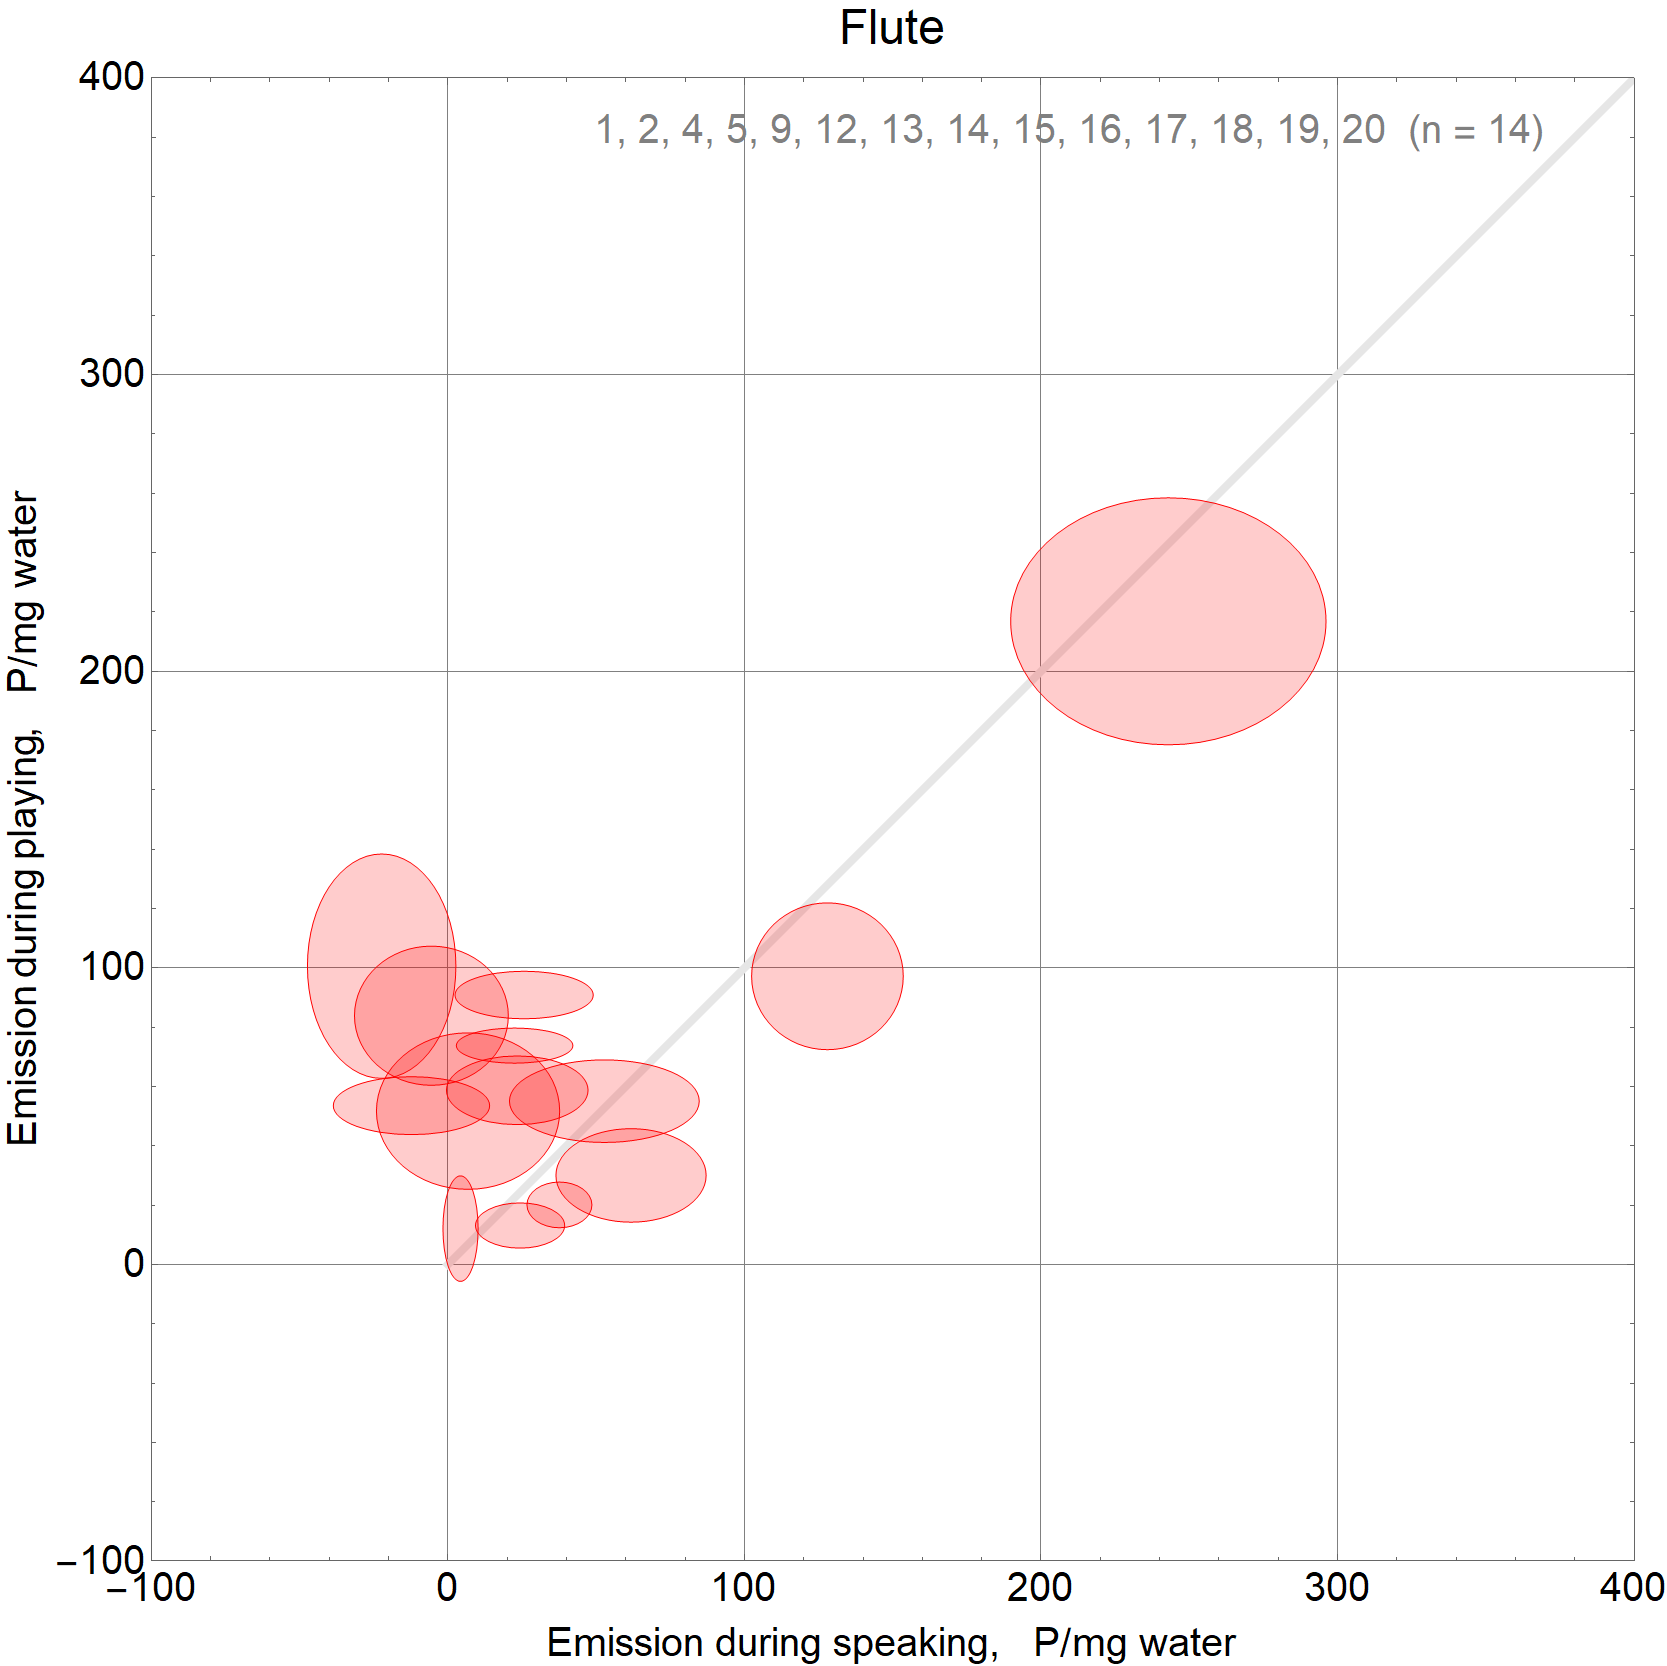 Flute
400
1, 2, 4, 5, 9, 12, 13, 14, 15, 16, 17, 18, 19, 20 (n = 14)
300
Emission during playing, P/mg water
200
100
0
−100
−100 0 100 200 300 400
Emission during speaking, P/mg water